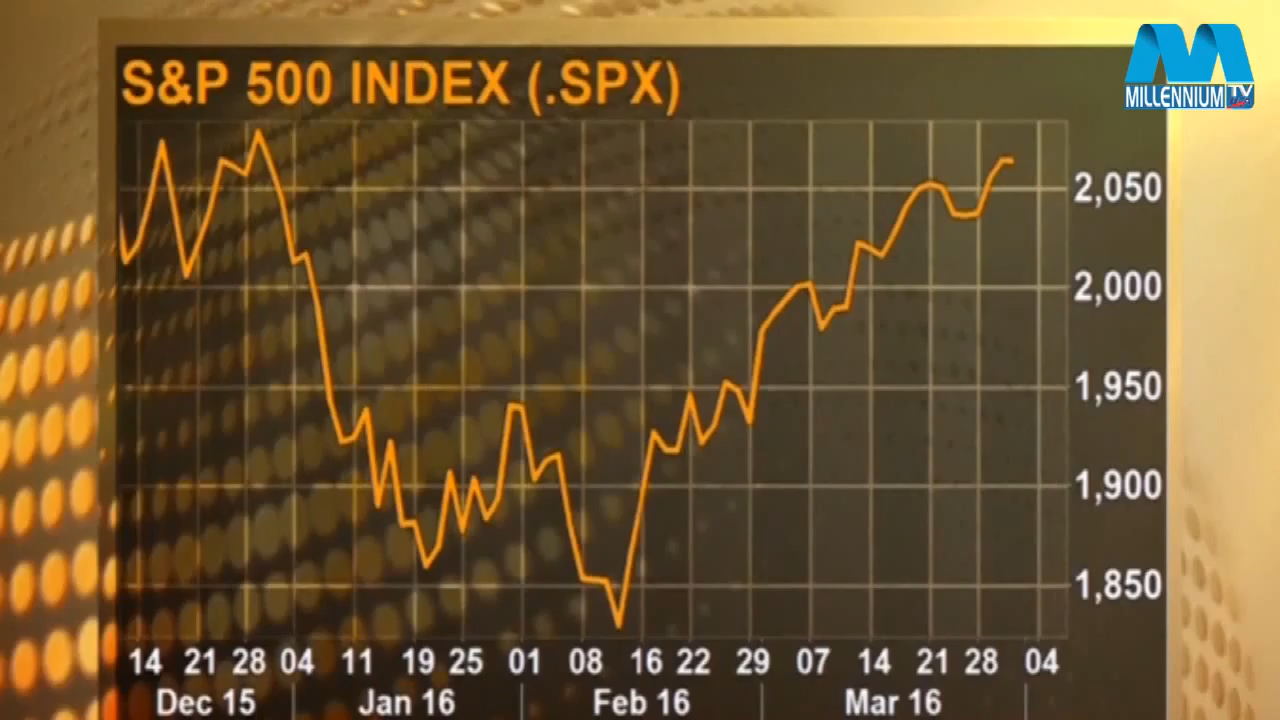 S&P 500 INDEX (.SPX)
MILLENNIUM TV
2,050
2,000
1,950
1,900
1,850
14 21 28 04 11 19 25 01 08 16 22 29 07 14 21 28 04
Dec 15 Jan 16 Feb 16 Mar 16